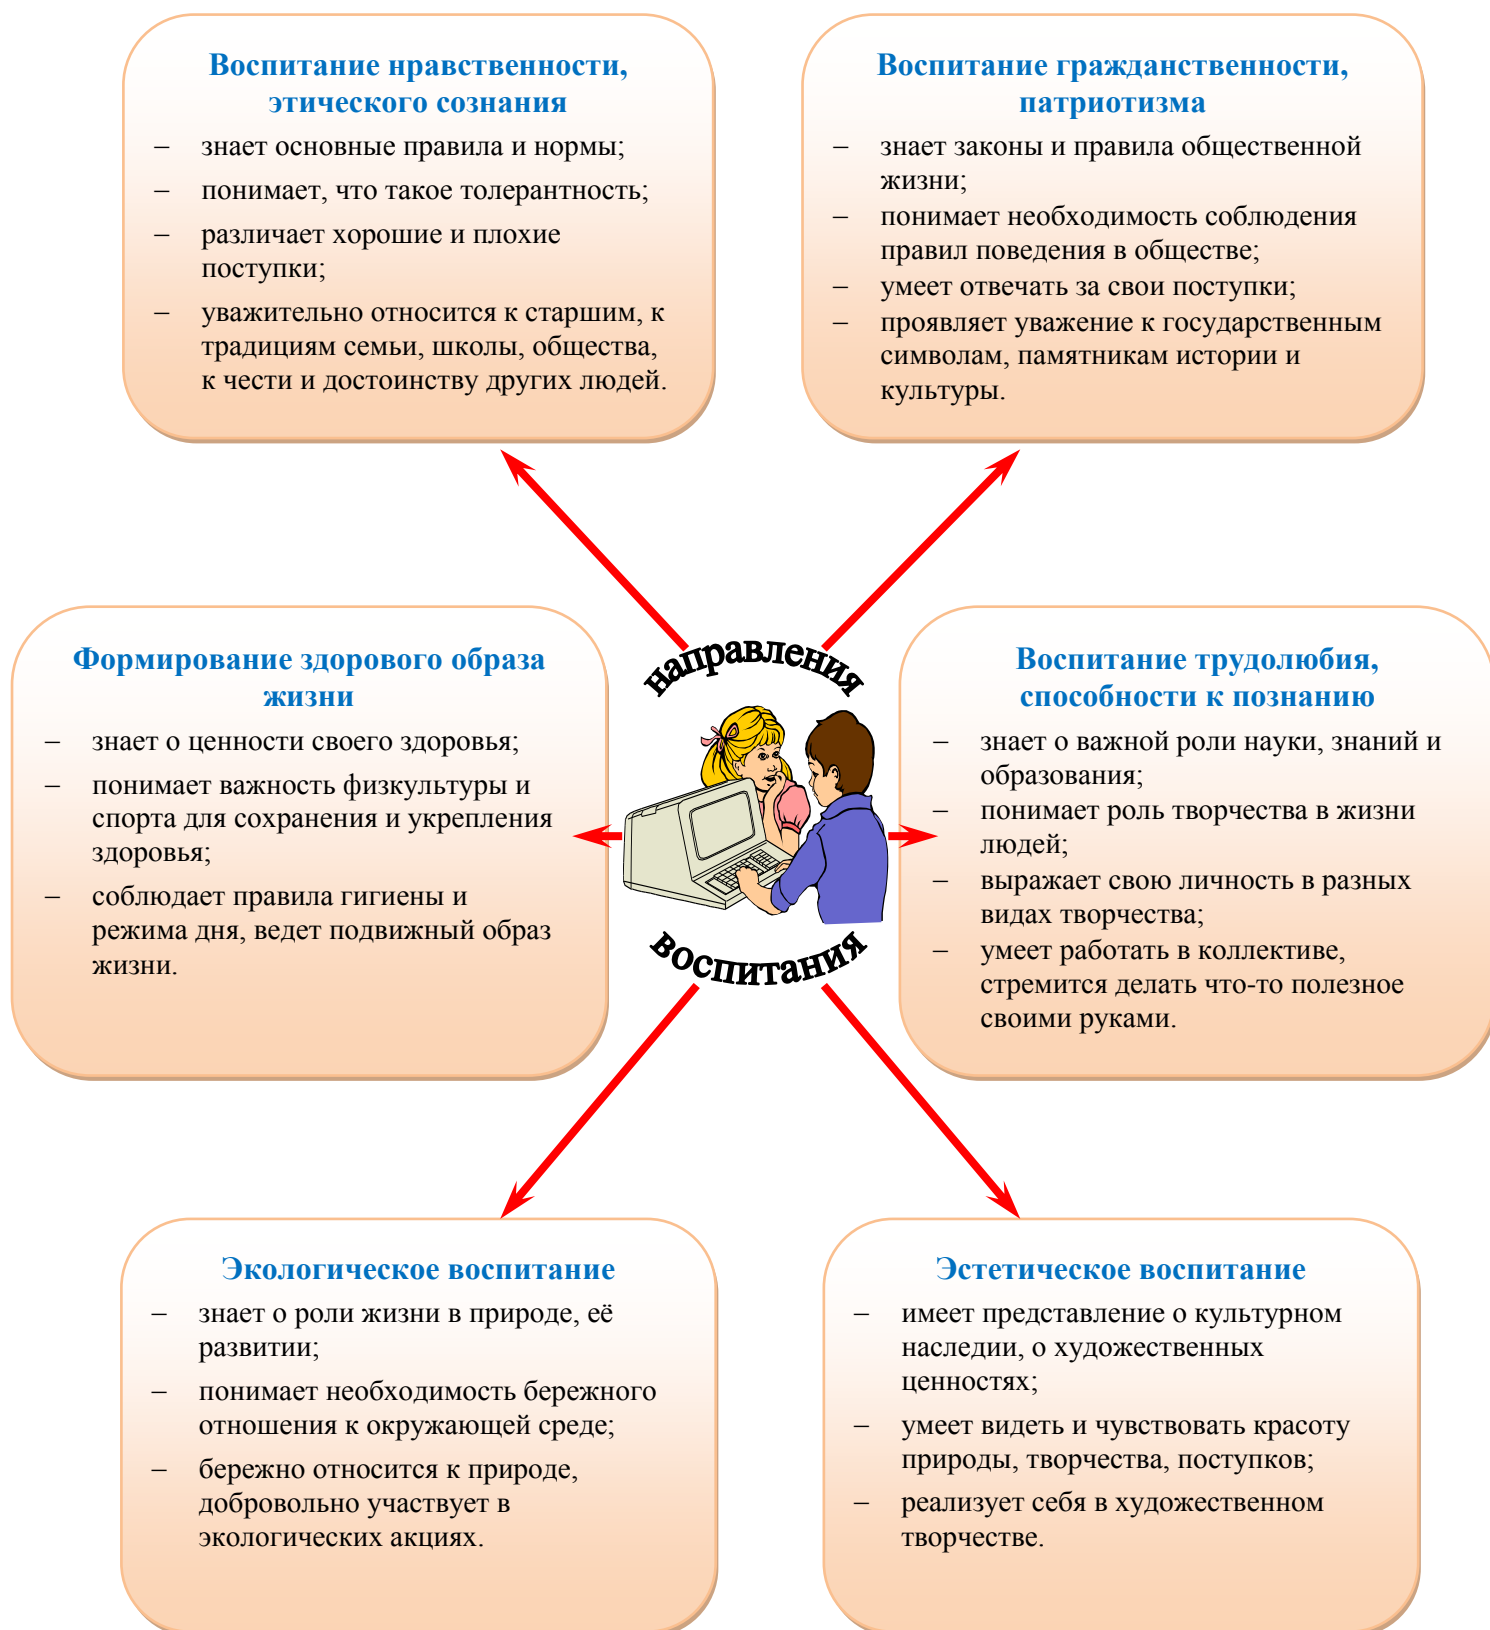 Воспитание нравственности,
этического сознания
– знает основные правила и нормы;
– понимает, что такое толерантность;
– различает хорошие и плохие
поступки;
– уважительно относится к старшим, к
традициям семьи, школы, общества,
к чести и достоинству других людей.
Воспитание гражданственности,
патриотизма
– знает законы и правила общественной
жизни;
– понимает необходимость соблюдения
правил поведения в обществе;
– умеет отвечать за свои поступки;
– проявляет уважение к государственным
символам, памятникам истории и
культуры.
направления
воспитания
Формирование здорового образа
жизни
– знает о ценности своего здоровья;
– понимает важность физкультуры и
спорта для сохранения и укрепления
здоровья;
– соблюдает правила гигиены и
режима дня, ведет подвижный образ
жизни.
Воспитание трудолюбия,
способности к познанию
– знает о важной роли науки, знаний и
образования;
– понимает роль творчества в жизни
людей;
– выражает свою личность в разных
видах творчества;
– умеет работать в коллективе,
стремится делать что-то полезное
своими руками.
Экологическое воспитание
– знает о роли жизни в природе, её
развитии;
– понимает необходимость бережного
отношения к окружающей среде;
– бережно относится к природе,
добровольно участвует в
экологических акциях.
Эстетическое воспитание
– имеет представление о культурном
наследии, о художественных
ценностях;
– умеет видеть и чувствовать красоту
природы, творчества, поступков;
– реализует себя в художественном
творчестве.